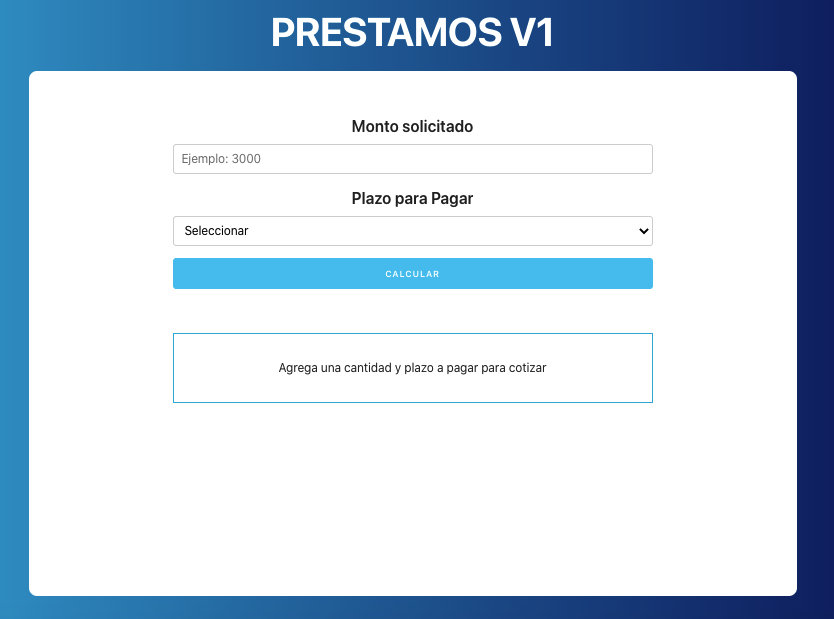 PRESTAMOS V1
Monto solicitado
Ejemplo: 3000
Plazo para Pagar
Seleccionar
CALCULAR
Agrega una cantidad y plazo a pagar para cotizar